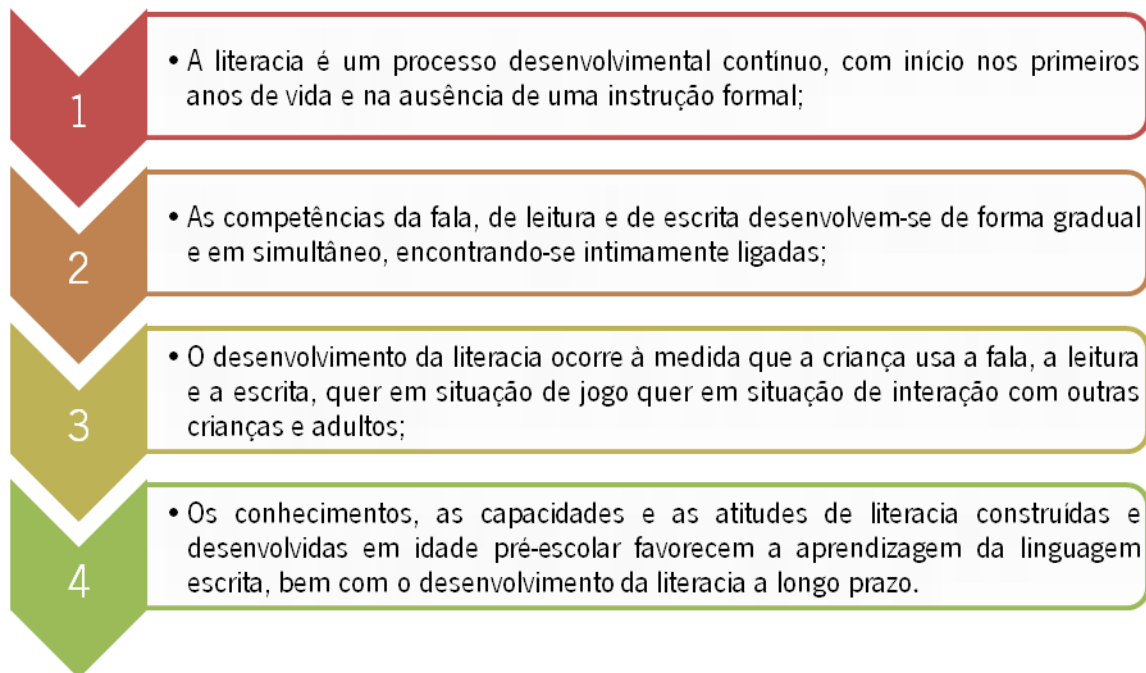 1
• A literacia é um processo desenvolvimental contínuo, com início nos primeiros
anos de vida e na ausência de uma instrução formal;
2
• As competências da fala, de leitura e de escrita desenvolvem-se de forma gradual
e em simultâneo, encontrando-se intimamente ligadas;
3
• O desenvolvimento da literacia ocorre à medida que a criança usa a fala, a leitura
e a escrita, quer em situação de jogo quer em situação de interação com outras
crianças e adultos;
4
• Os conhecimentos, as capacidades e as atitudes de literacia construídas e
desenvolvidas em idade pré-escolar favorecem a aprendizagem da linguagem
escrita, bem com o desenvolvimento da literacia a longo prazo.